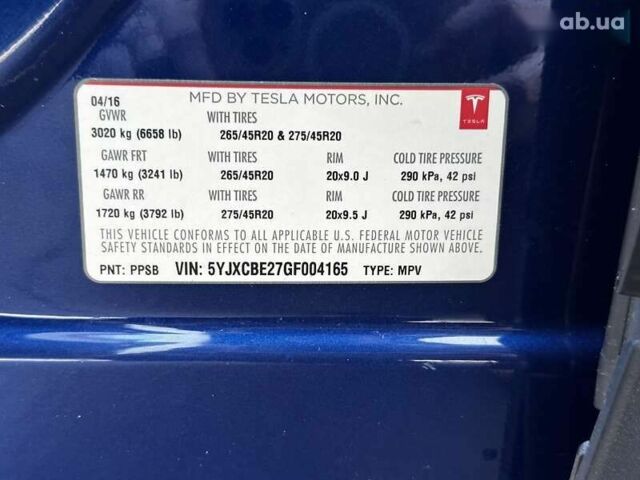 ab.ua
04/16 MFD BY TESLA MOTORS, INC.
GVWR WITH TIRES
3020 kg (6658 lb) 265/45R20 & 275/45R20
TESLA
GAWR FRT WITH TIRES RIM COLD TIRE PRESSURE
1470 kg (3241 lb) 265/45R20 20x9.0 J 290 kPa, 42 psi
GAWR RR WITH TIRES RIM COLD TIRE PRESSURE
1720 kg (3792 lb) 275/45R20 20x9.5 J 290 kPa, 42 psi
THIS VEHICLE CONFORMS TO ALL APPLICABLE U.S. FEDERAL MOTOR VEHICLE
SAFETY STANDARDS IN EFFECT ON THE DATE OF MANUFACTURE SHOWN ABOVE.
PNT: PPSB VIN: 5YJXCBE27GF004165 TYPE: MPV